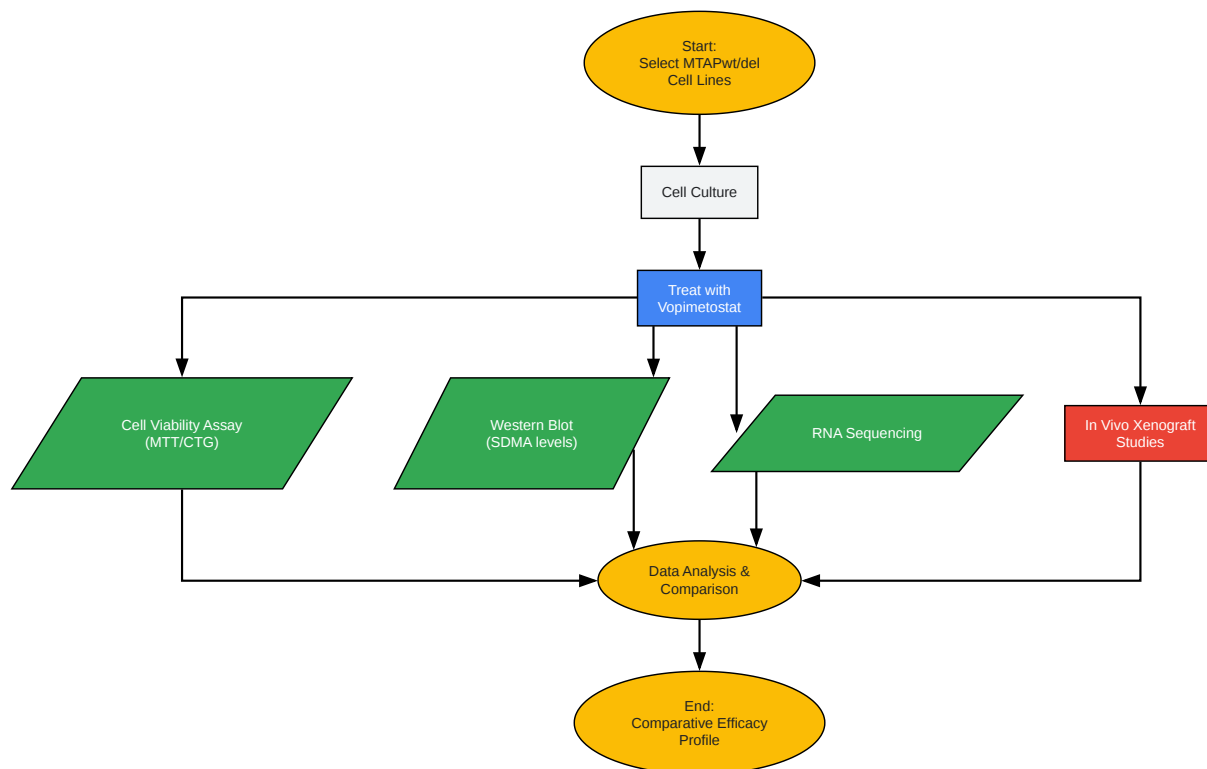 Start:
Select MTAPwt/del
Cell Lines
Cell Culture
Treat with
Vopimetostat
Cell Viability Assay
(MTT/CTG)
Western Blot
(SDMA levels)
RNA Sequencing
In Vivo Xenograft
Studies
Data Analysis &
Comparison
End:
Comparative Efficacy
Profile